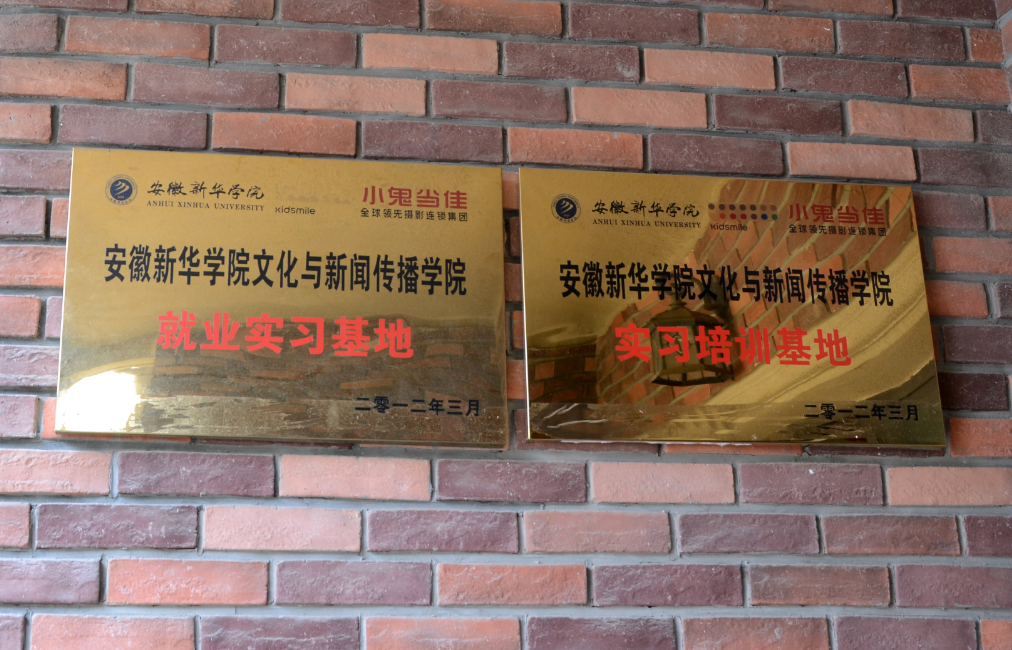 安徽新华学院
ANHUI XINHUA UNIVERSITY
kidsmile
小鬼当佳
全球领先摄影连锁集团
安徽新华学院文化与新闻传播学院
就业实习基地
二零一二年三月
安徽新华学院
ANHUI XINHUA UNIVERSITY
kidsmile
小鬼当佳
全球领先摄影连锁集团
安徽新华学院文化与新闻传播学院
实习培训基地
二零一二年三月